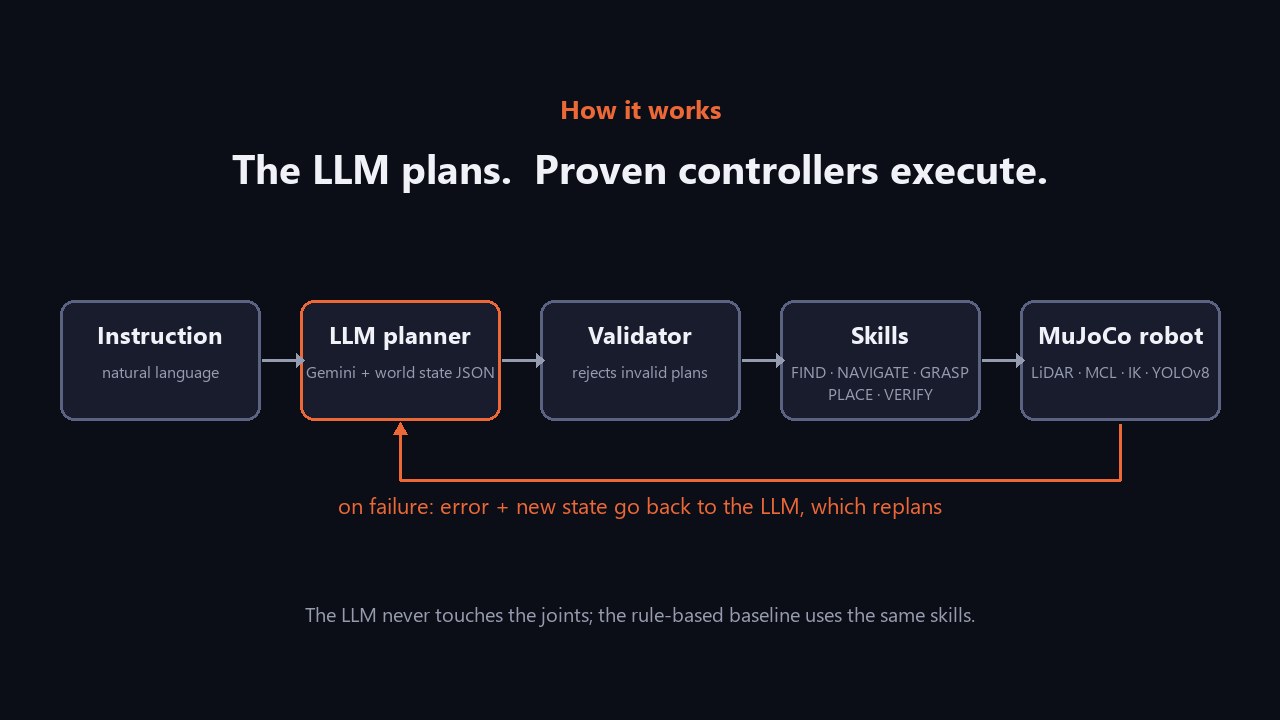 How it works
The LLM plans.  Proven controllers execute.
Instruction
natural language
LLM planner
Gemini + world state JSON
Validator
rejects invalid plans
Skills
FIND · NAVIGATE · GRASP
PLACE · VERIFY
MuJoCo robot
LiDAR · MCL · IK · YOLOv8
on failure: error + new state go back to the LLM, which replans
The LLM never touches the joints; the rule-based baseline uses the same skills.